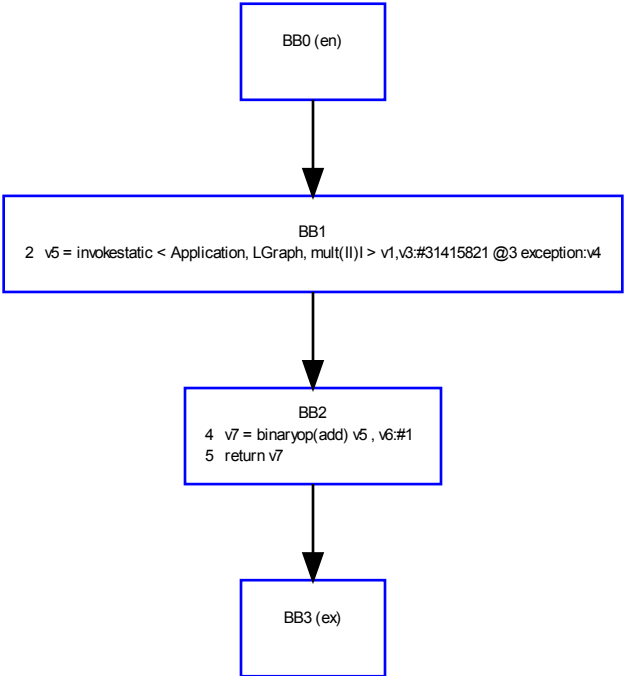 BB0 (en)
BB1
2 v5 = invokestatic < Application, LGraph, mult(II)I > v1,v3:#31415821 @3 exception:v4
BB2
4 v7 = binaryop(add) v5 , v6:#1
5 return v7
BB3 (ex)